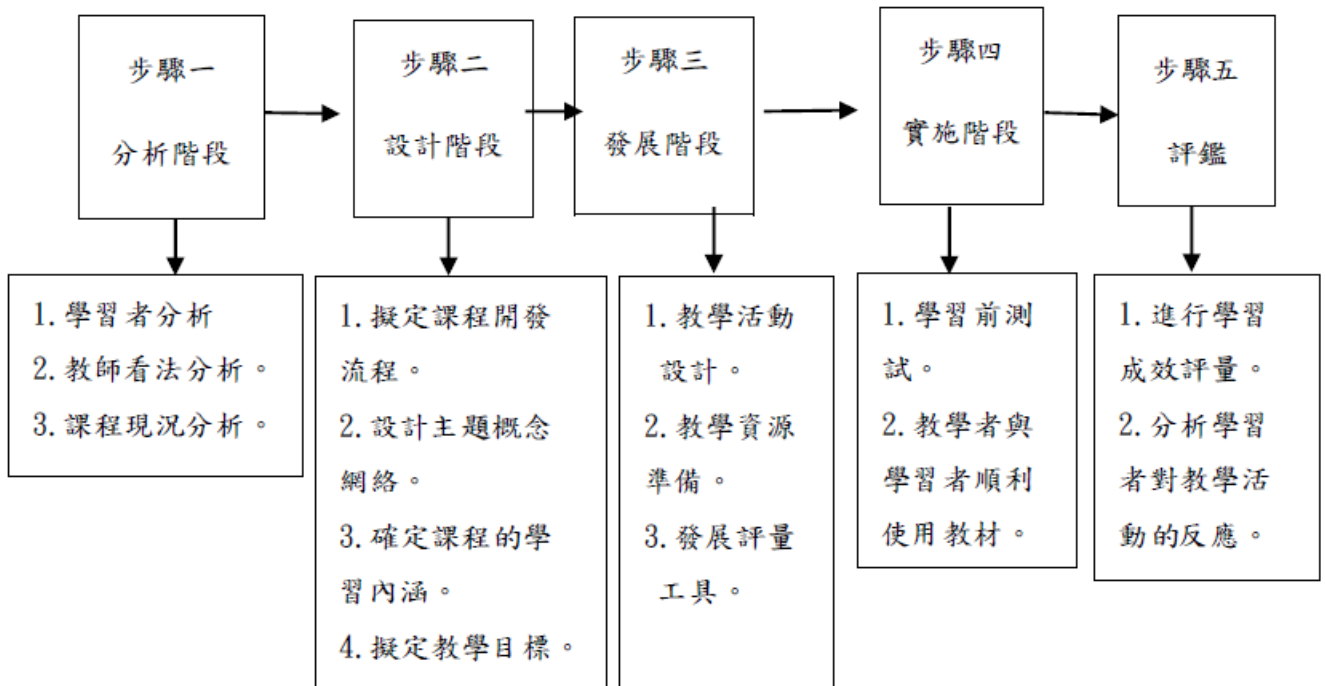 步驟一
分析階段
步驟二
設計階段
步驟三
發展階段
步驟四
實施階段
步驟五
評鑑
1.學習者分析
2.教師看法分析。
3.課程現況分析。
1.擬定課程開發
流程。
2.設計主題概念
網絡。
3.確定課程的學
習內涵。
4.擬定教學目標。
1.教學活動
設計。
2.教學資源
準備。
3.發展評量
工具。
1.學習前測
試。
2.教學者與
學習者順利
使用教材。
1.進行學習
成效評量。
2.分析學習
者對教學活
動的反應。